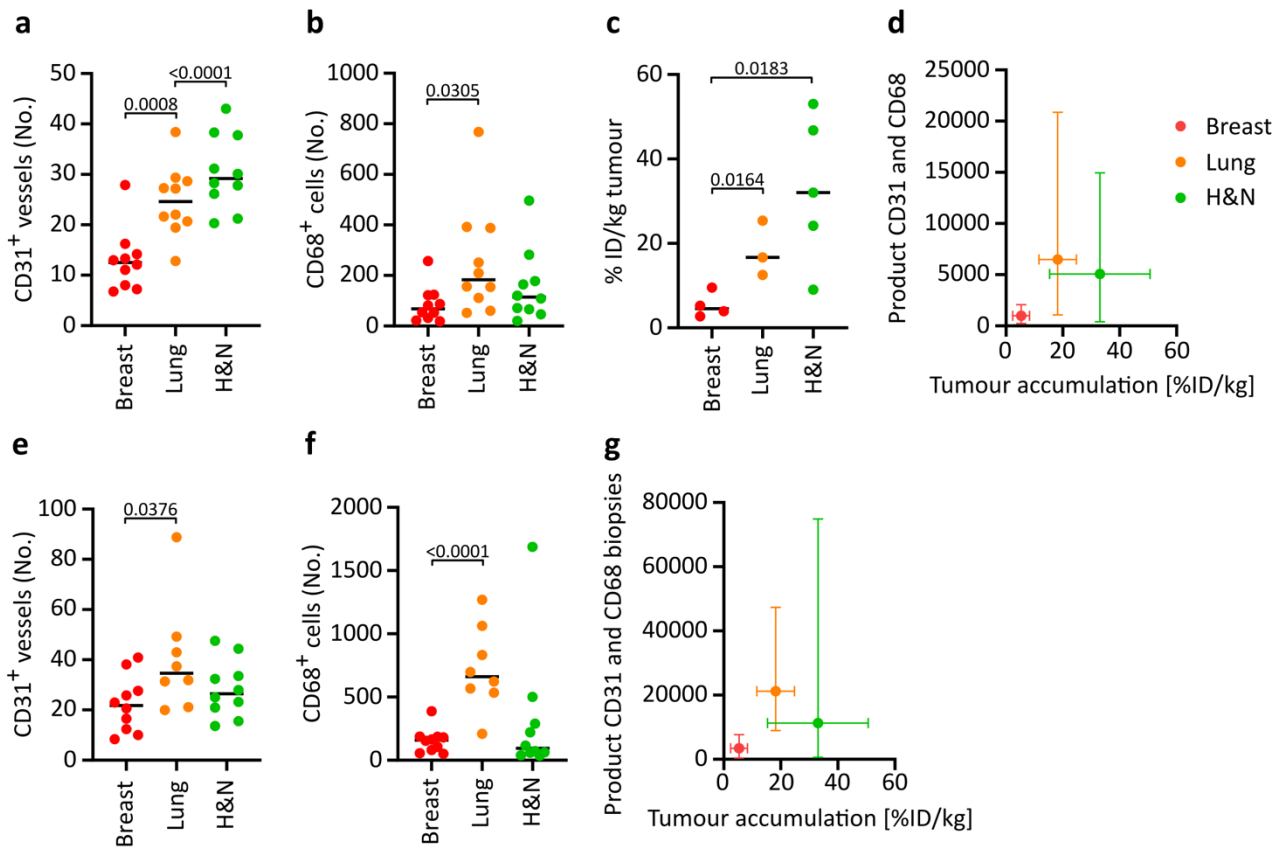 a
CD31+ vessels (No.)
50
40
30
20
10
0
0.0008
<0.0001
Breast
Lung
H&N
b
CD68+ cells (No.)
1000
800
600
400
200
0
0.0305
Breast
Lung
H&N
c
% ID/kg tumour
60
40
20
0
0.0183
0.0164
Breast
Lung
H&N
d
Product CD31 and CD68
25000
20000
15000
10000
5000
0
0 20 40 60
Tumour accumulation [%ID/kg]
Breast
Lung
H&N
e
CD31+ vessels (No.)
100
80
60
40
20
0
0.0376
Breast
Lung
H&N
f
CD68+ cells (No.)
2000
1500
1000
500
0
<0.0001
Breast
Lung
H&N
g
Product CD31 and CD68 biopsies
80000
60000
40000
20000
0
0 20 40 60
Tumour accumulation [%ID/kg]